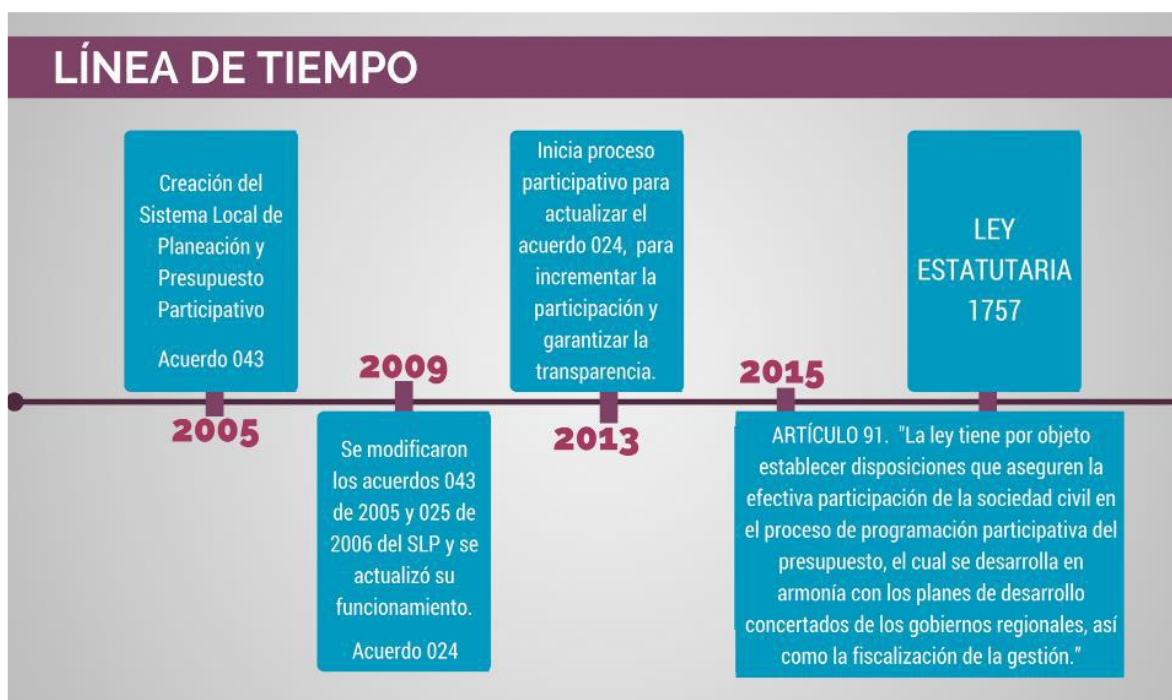 LÍNEA DE TIEMPO
Creación del
Sistema Local de
Planeación y
Presupuesto
Participativo
Acuerdo 043
2005
2009
Se modificaron
los acuerdos 043
de 2005 y 025 de
2006 del SLP y se
actualizó su
funcionamiento.
Acuerdo 024
Inicia proceso
participativo para
actualizar el
acuerdo 024, para
incrementar la
participación y
garantizar la
transparencia.
2013
2015
LEY
ESTATUTARIA
1757
ARTÍCULO 91. "La ley tiene por objeto
establecer disposiciones que aseguren la
efectiva participación de la sociedad civil en
el proceso de programación participativa del
presupuesto, el cual se desarrolla en
armonía con los planes de desarrollo
concertados de los gobiernos regionales, así
como la fiscalización de la gestión."